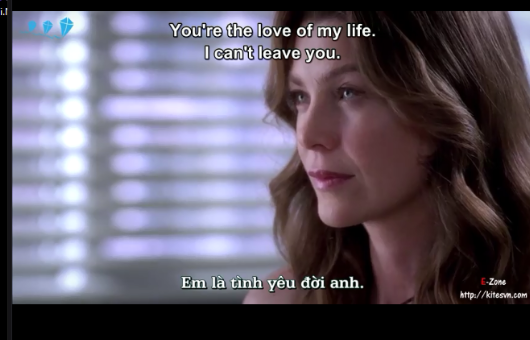 You're the love of my life.
I can't leave you.
Em là tình yêu đời anh.
E-Zone
http://kitesvn.com